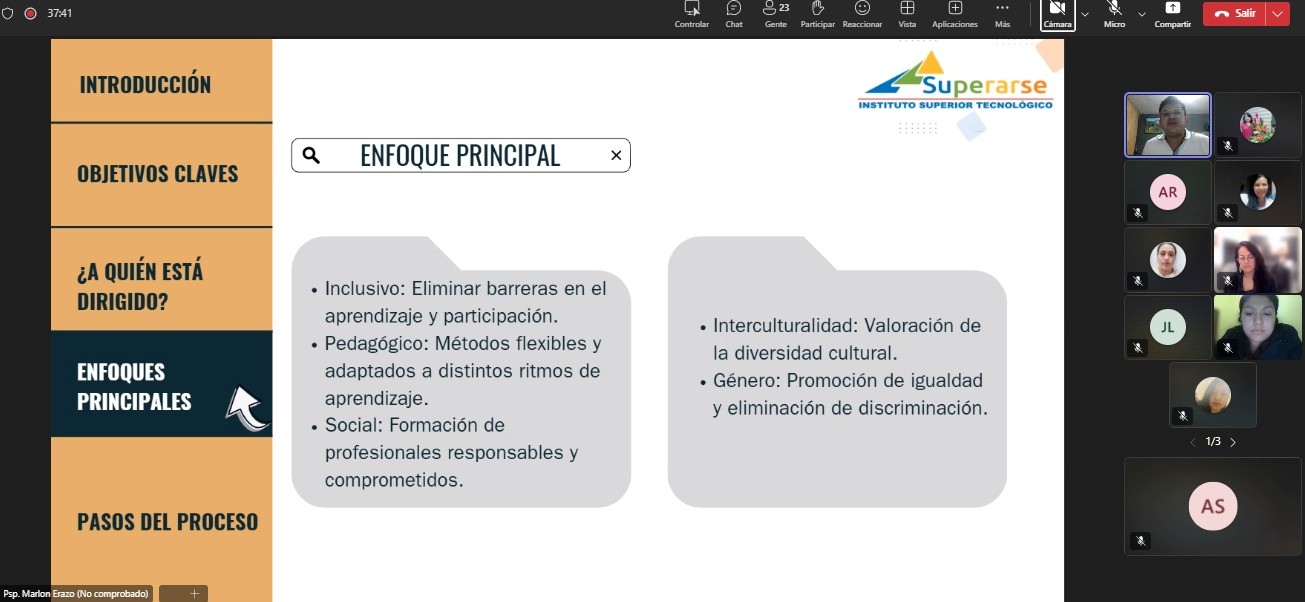 37:41
Controlar
Chat
23
Gente
Participar
Reaccionar
Vista
Aplicaciones
Más
Cámara
Micro
Compartir
Salir
INTRODUCCIÓN
OBJETIVOS CLAVES
¿A QUIÉN ESTÁ
DIRIGIDO?
ENFOQUES
PRINCIPALES
PASOS DEL PROCESO
Superarse
INSTITUTO SUPERIOR TECNOLÓGICO
ENFOQUE PRINCIPAL
• Inclusivo: Eliminar barreras en el
aprendizaje y participación.
• Pedagógico: Métodos flexibles y
adaptados a distintos ritmos de
aprendizaje.
• Social: Formación de
profesionales responsables y
comprometidos.
• Interculturalidad: Valoración de
la diversidad cultural.
• Género: Promoción de igualdad
y eliminación de discriminación.
AR
JL
1/3
AS
Psp. Marlon Erazo (No comprobado)